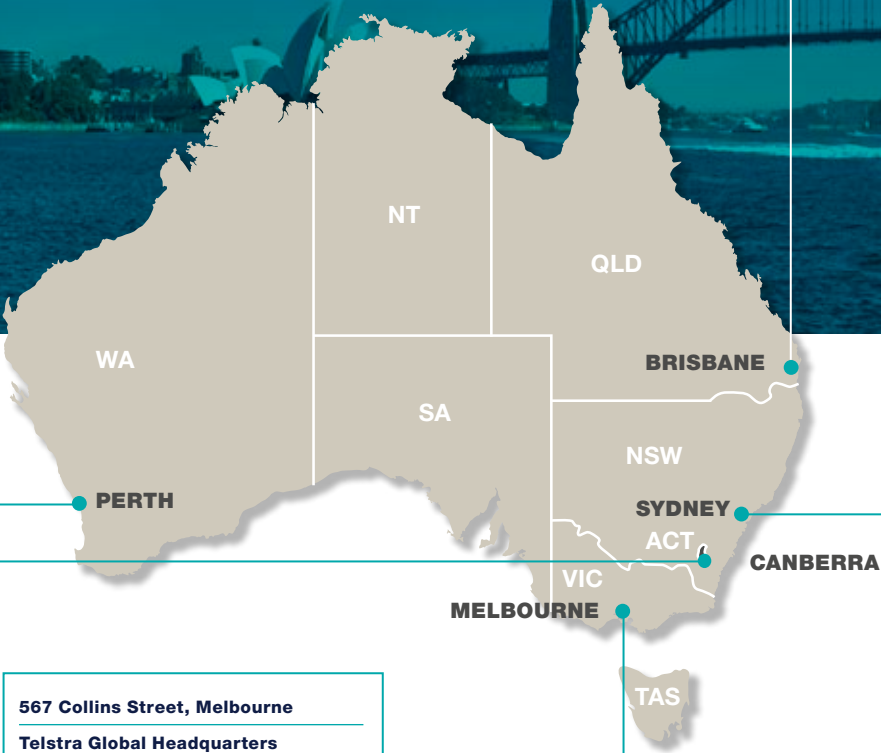 NT
QLD
WA
BRISBANE
SA
NSW
PERTH
SYDNEY
ACT
CANBERRA
VIC
MELBOURNE
TAS
567 Collins Street, Melbourne
Telstra Global Headquarters